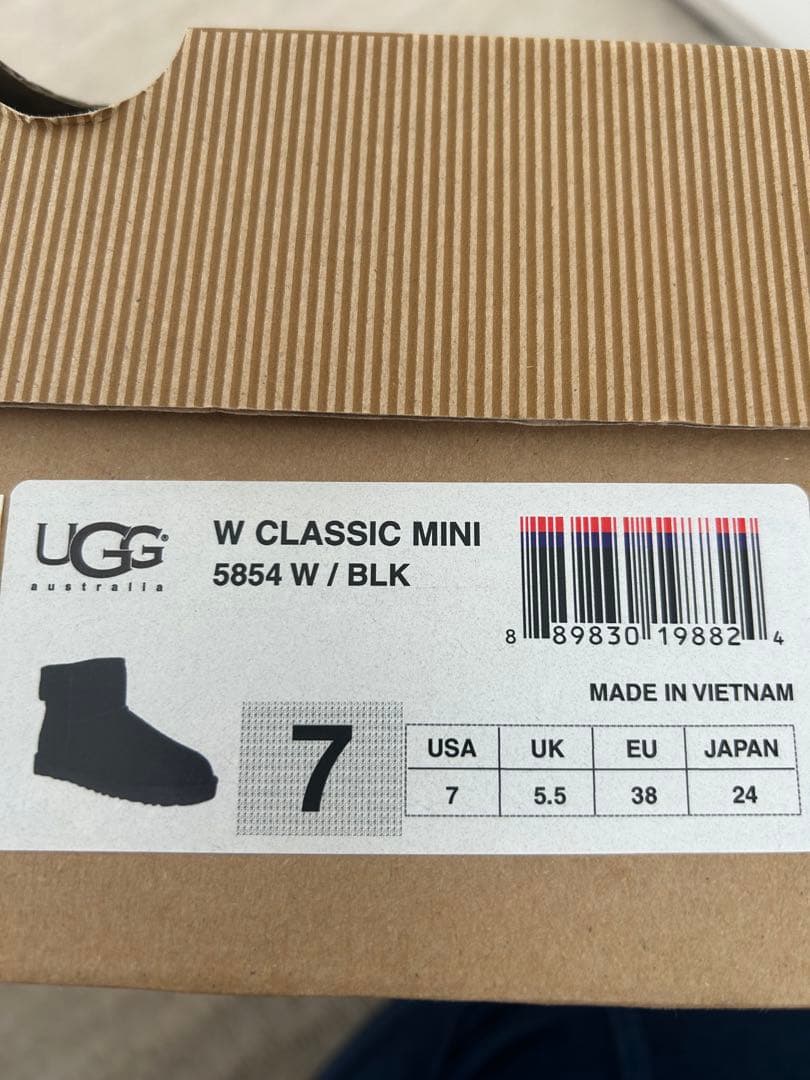 UGG®
australia
W CLASSIC MINI
5854 W / BLK
8 89830 19882 4
MADE IN VIETNAM
7
USA UK EU JAPAN
7 5.5 38 24